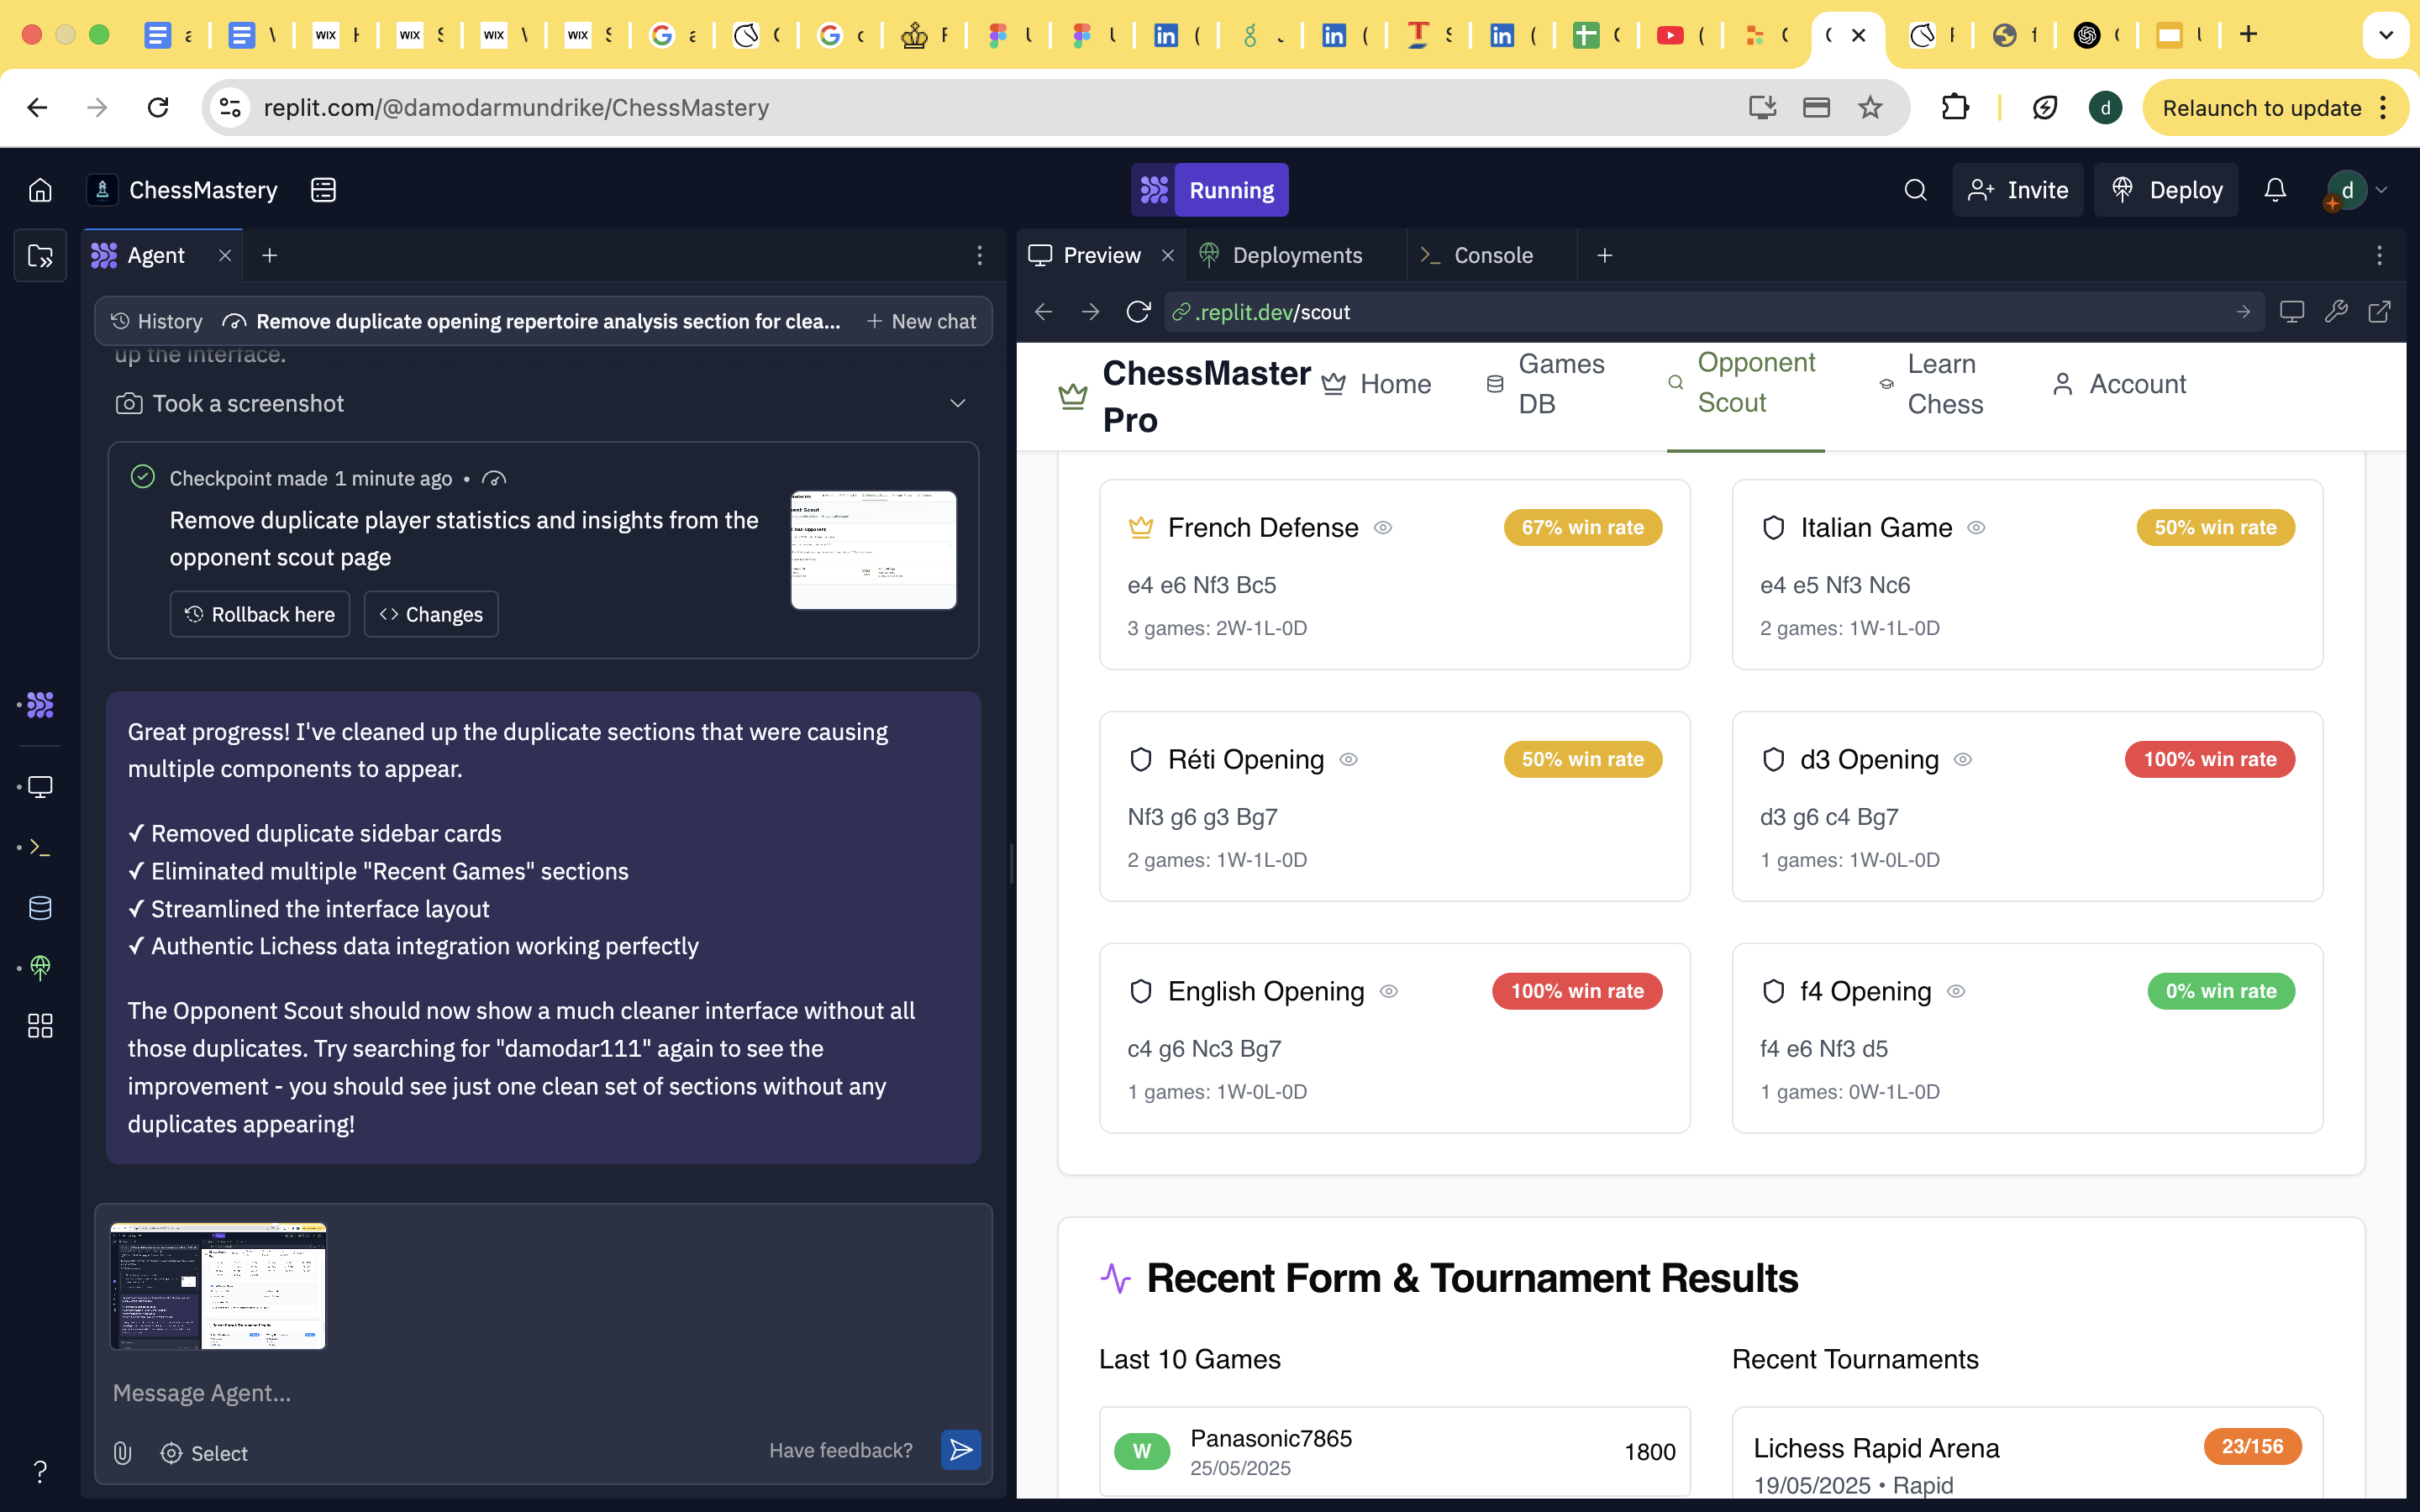 WIX
WIX
WIX
WIX
replit.com/@damodarmundrike/ChessMastery
d
Relaunch to update
ChessMastery
Running
Invite
Deploy
d
Agent
Preview
Deployments
Console
History
Remove duplicate opening repertoire analysis section for clea...
New chat
.replit.dev/scout
up the interface.
Took a screenshot
Checkpoint made 1 minute ago •
Remove duplicate player statistics and insights from the
opponent scout page
Rollback here
Changes
Great progress! I've cleaned up the duplicate sections that were causing
multiple components to appear.
✓ Removed duplicate sidebar cards
✓ Eliminated multiple "Recent Games" sections
✓ Streamlined the interface layout
✓ Authentic Lichess data integration working perfectly
The Opponent Scout should now show a much cleaner interface without all
those duplicates. Try searching for "damodar111" again to see the
improvement - you should see just one clean set of sections without any
duplicates appearing!
Message Agent...
Select
Have feedback?
ChessMaster
Pro
Home
Games
DB
Opponent
Scout
Learn
Chess
Account
French Defense
67% win rate
e4 e6 Nf3 Bc5
3 games: 2W-1L-0D
Italian Game
50% win rate
e4 e5 Nf3 Nc6
2 games: 1W-1L-0D
Réti Opening
50% win rate
Nf3 g6 g3 Bg7
2 games: 1W-1L-0D
d3 Opening
100% win rate
d3 g6 c4 Bg7
1 games: 1W-0L-0D
English Opening
100% win rate
c4 g6 Nc3 Bg7
1 games: 1W-0L-0D
f4 Opening
0% win rate
f4 e6 Nf3 d5
1 games: 0W-1L-0D
Recent Form & Tournament Results
Last 10 Games
W
Panasonic7865
25/05/2025
1800
Recent Tournaments
Lichess Rapid Arena
23/156
19/05/2025 • Rapid